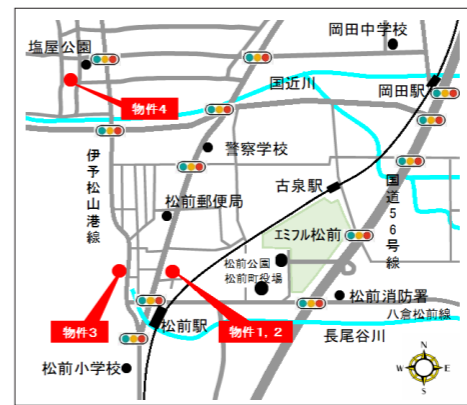 岡田中学校
塩屋公園
国近川
岡田駅
物件4
警察学校
伊予松山港線
古泉駅
国道56号線
松前郵便局
エミフル松前
松前公園
松前町役場
物件3
松前駅
物件1, 2
松前消防署
八倉松前線
長尾谷川
松前小学校
N
W
E
S